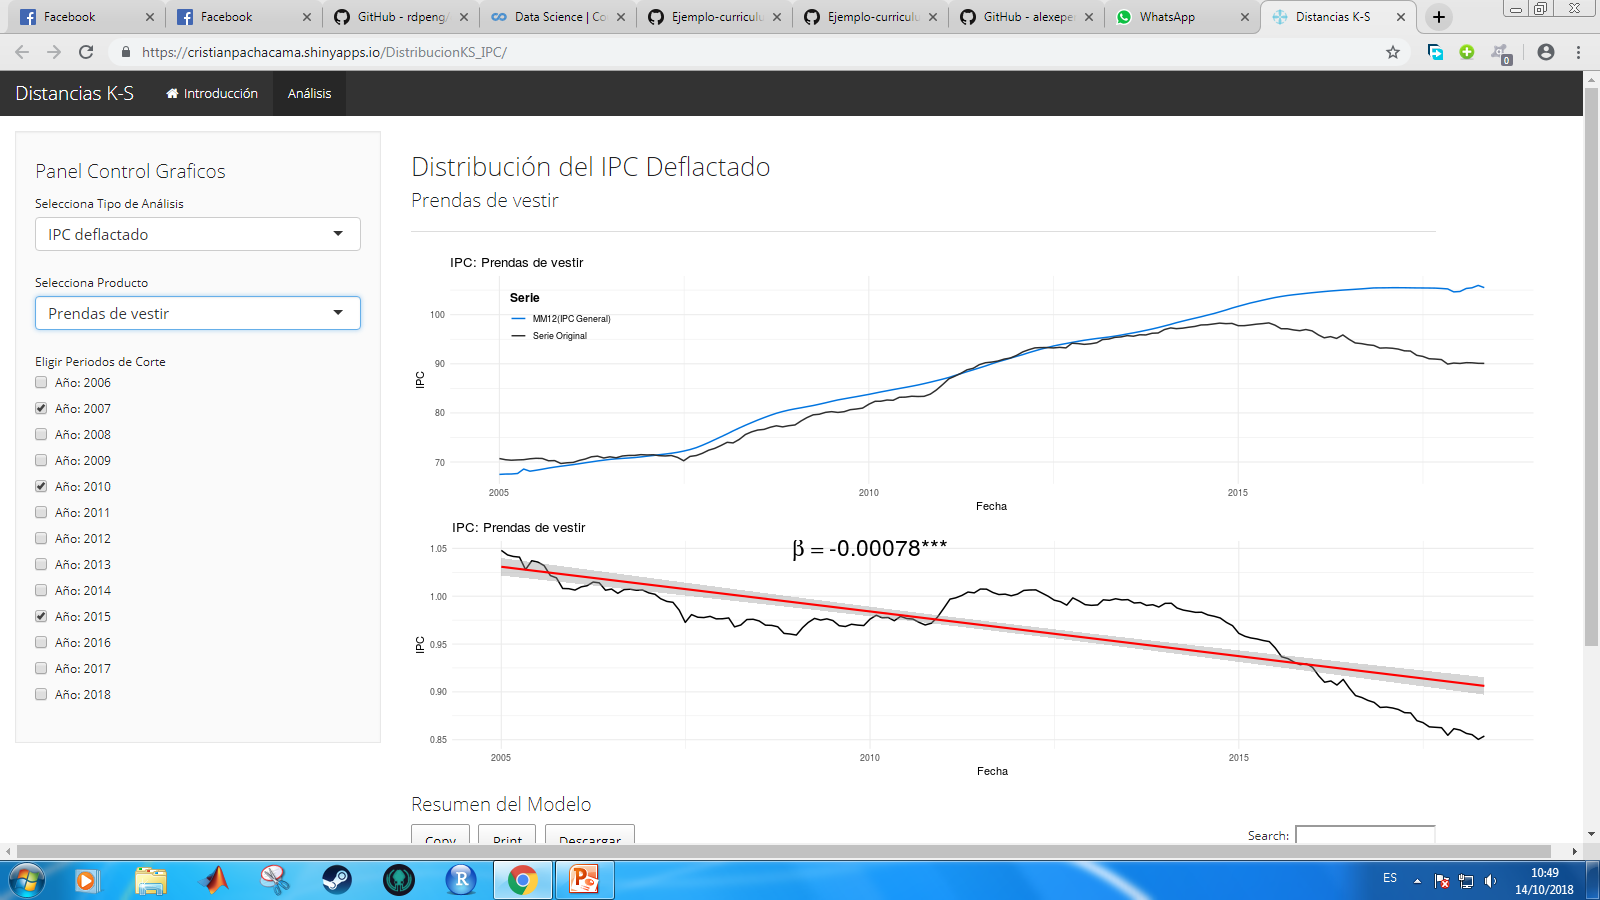 Facebook
Facebook
GitHub - rdpeng/
Data Science | Co
Ejemplo-curricul
Ejemplo-curricul
GitHub - alexepe
WhatsApp
Distancias K-S
https://cristianpachacama.shinyapps.io/DistribucionKS_IPC/
0
Distancias K-S
Introducción
Análisis
Panel Control Graficos
Selecciona Tipo de Análisis
IPC deflactado
Selecciona Producto
Prendas de vestir
Eligir Periodos de Corte
Año: 2006
Año: 2007
Año: 2008
Año: 2009
Año: 2010
Año: 2011
Año: 2012
Año: 2013
Año: 2014
Año: 2015
Año: 2016
Año: 2017
Año: 2018
Distribución del IPC Deflactado
Prendas de vestir
IPC: Prendas de vestir
Serie
MM12(IPC General)
Serie Original
100
90
80
70
IPC
2005
2010
2015
Fecha
IPC: Prendas de vestir
β = -0.00078***
1.05
1.00
0.95
0.90
0.85
IPC
2005
2010
2015
Fecha
Resumen del Modelo
Copy
Print
Descargar
Search:
ES
10:49
14/10/2018